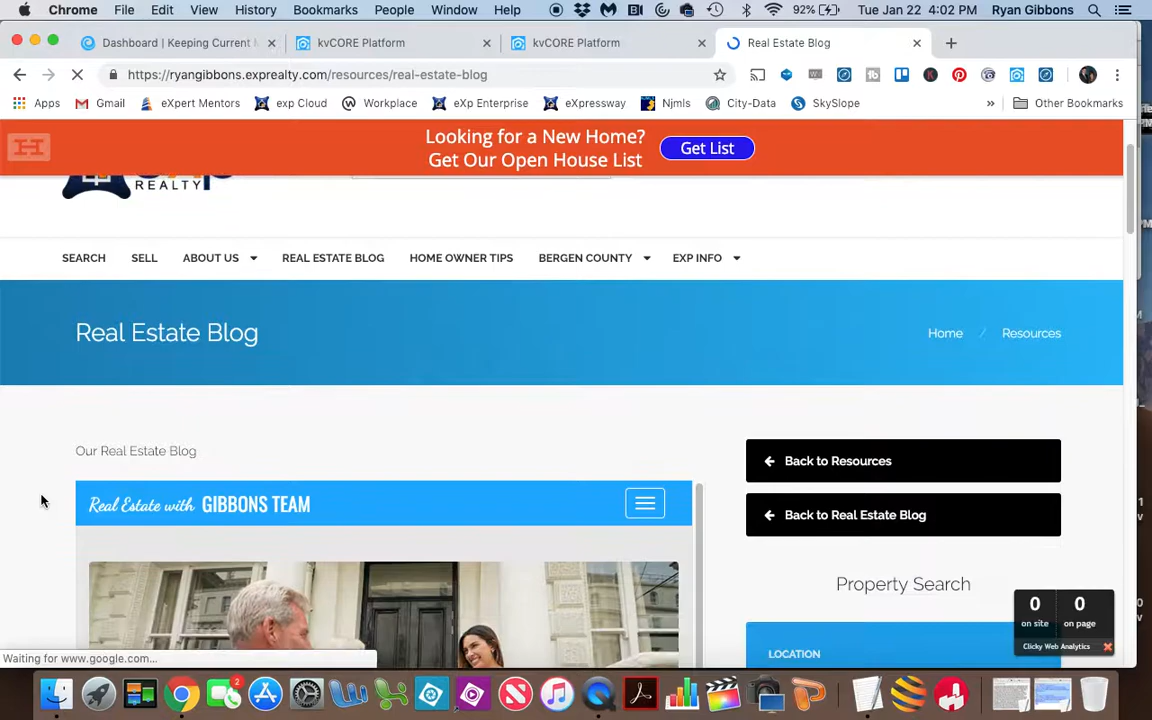 Chrome File Edit View History Bookmarks People Window Help 92% Tue Jan 22 4:02 PM Ryan Gibbons
Dashboard | Keeping Current kvCORE Platform kvCORE Platform Real Estate Blog
https://ryangibbons.exprealty.com/resources/real-estate-blog
Apps Gmail eXpert Mentors exp Cloud Workplace eXp Enterprise eXpressway Njmls City-Data SkySlope » Other Bookmarks
Looking for a New Home?
Get Our Open House List
Get List
REALTY
SEARCH SELL ABOUT US REAL ESTATE BLOG HOME OWNER TIPS BERGEN COUNTY EXP INFO
Real Estate Blog
Home / Resources
Our Real Estate Blog
Back to Resources
Real Estate with GIBBONS TEAM
Back to Real Estate Blog
Property Search
0 0
on site on page
Clicky Web Analytics
LOCATION
Waiting for www.google.com...
2